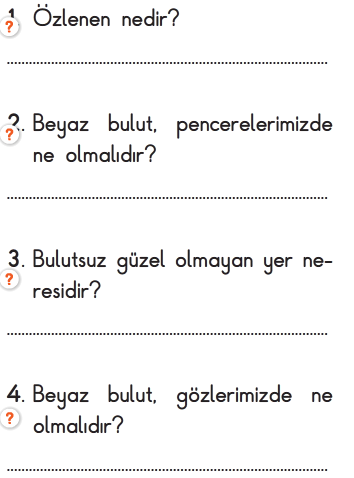 1. Özlenen nedir?
?
2. Beyaz bulut, pencerelerimizde
?
ne olmalıdır?
3. Bulutsuz güzel olmayan yer ne-
?
residir?
4. Beyaz bulut, gözlerimizde ne
?
olmalıdır?